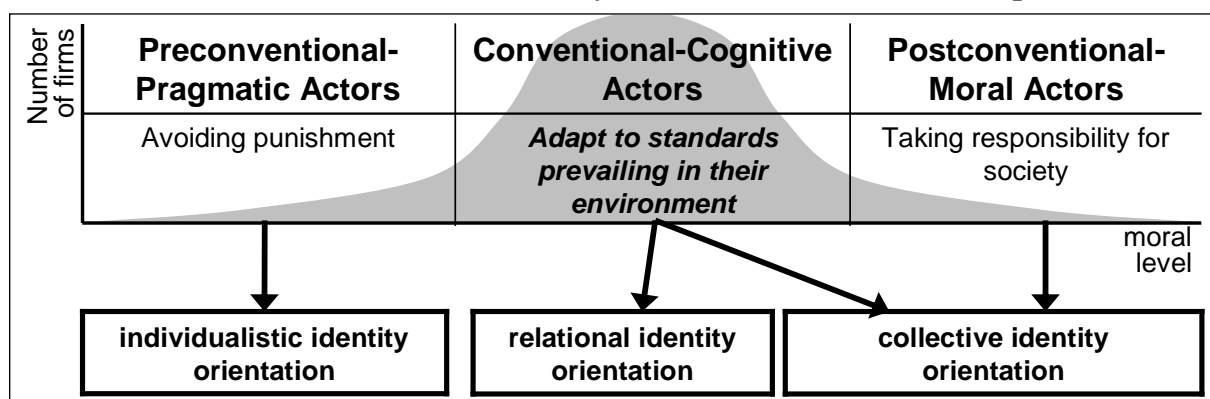 Number
of firms
Preconventional-
Pragmatic Actors
Conventional-Cognitive
Actors
Postconventional-
Moral Actors
Avoiding punishment
Adapt to standards
prevailing in their
environment
Taking responsibility for
society
moral
level
individualistic identity
orientation
relational identity
orientation
collective identity
orientation